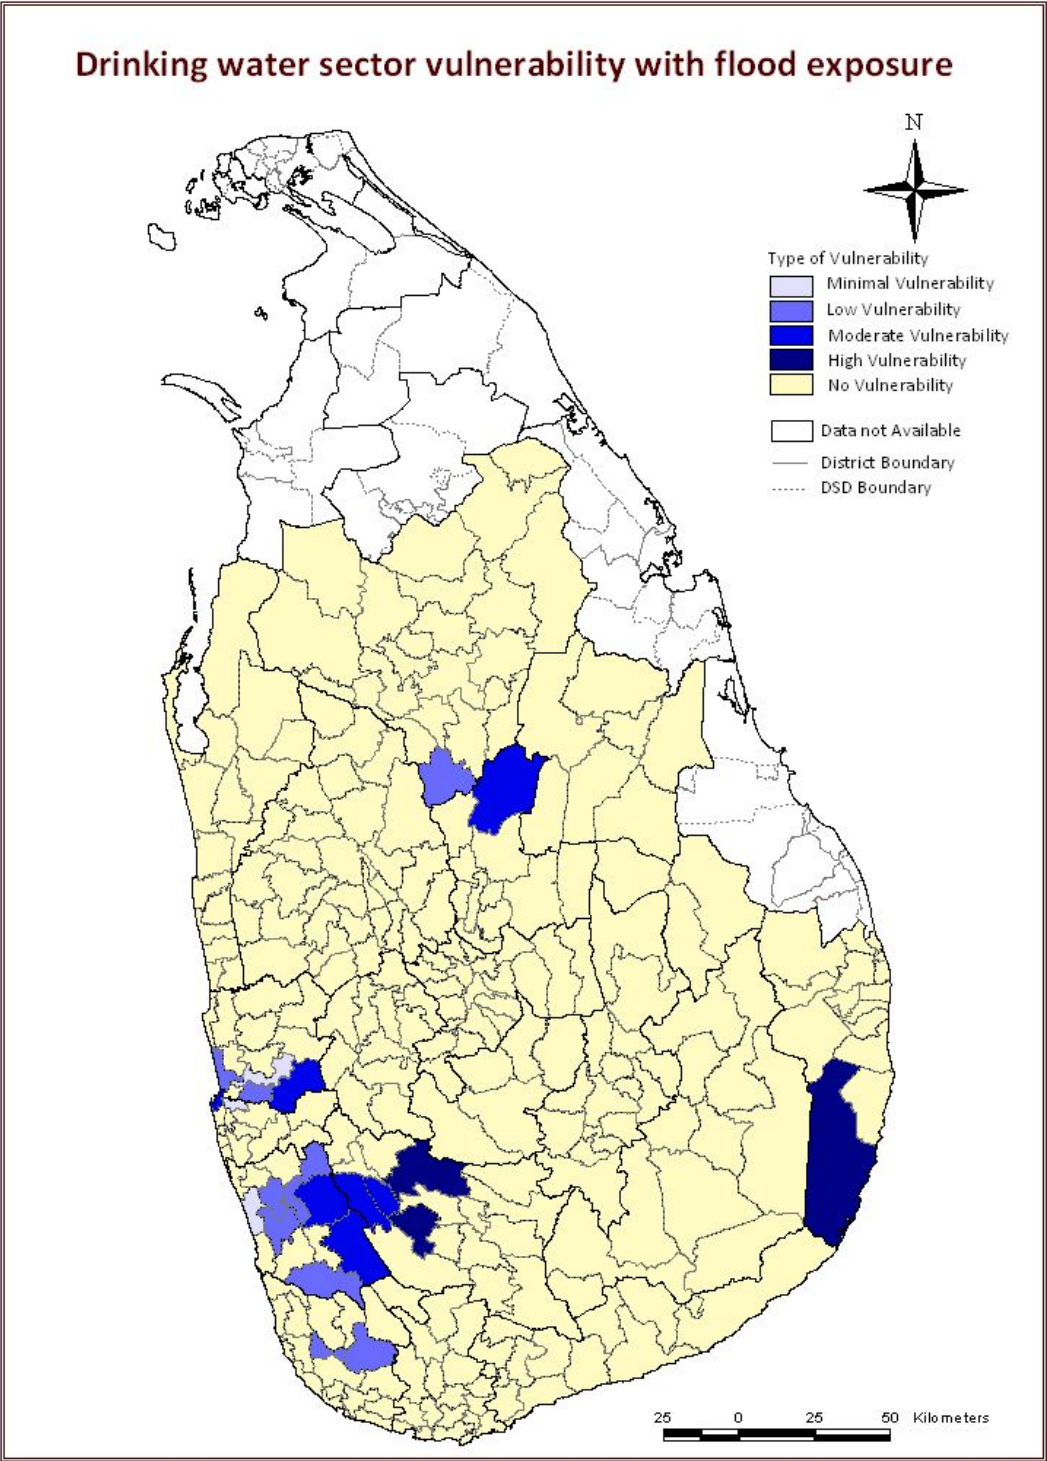 Drinking water sector vulnerability with flood exposure
N
Type of Vulnerability
Minimal Vulnerability
Low Vulnerability
Moderate Vulnerability
High Vulnerability
No Vulnerability
Data not Available
District Boundary
DSD Boundary
25 0 25 50 Kilometers